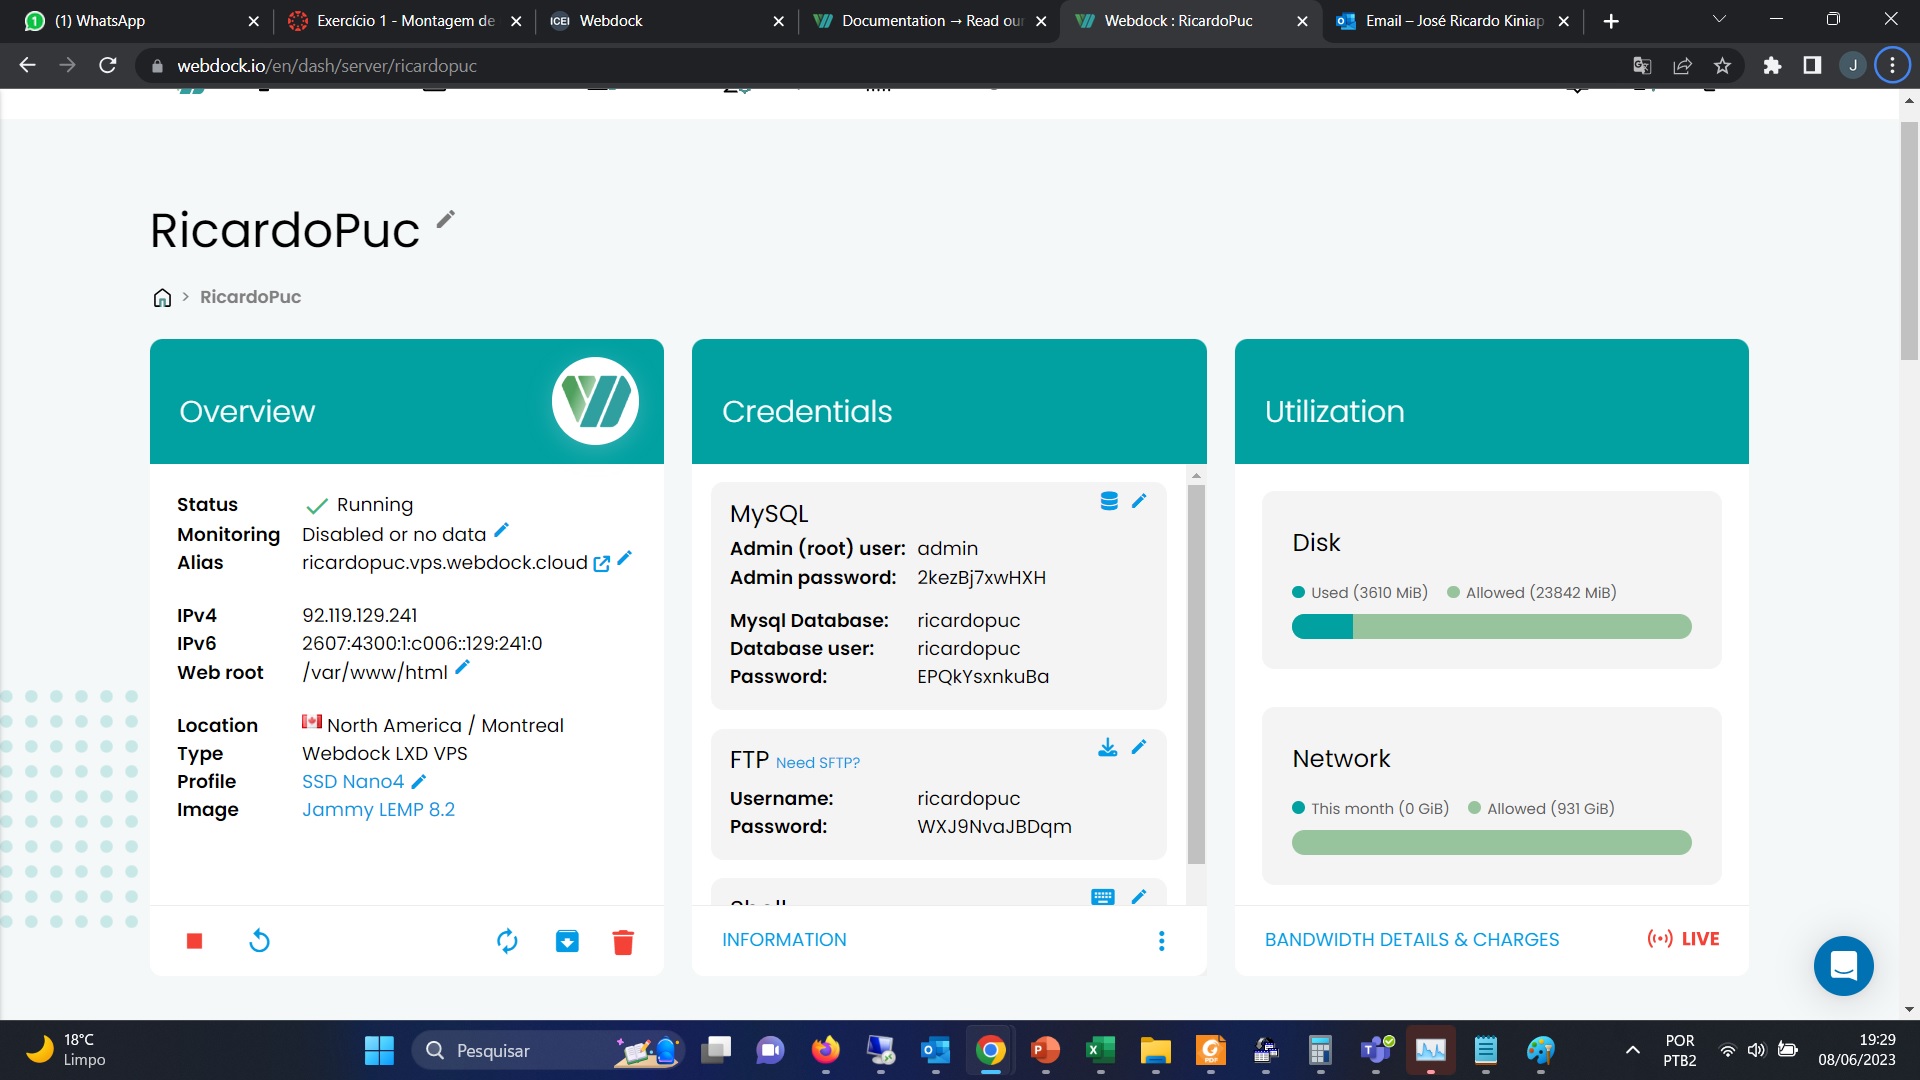 (1) WhatsApp
Exercício 1 - Montagem de
ICEI Webdock
Documentation → Read our
Webdock : RicardoPuc
Email – José Ricardo Kiniap
webdock.io/en/dash/server/ricardopuc
J
RicardoPuc
> RicardoPuc
Overview
Status Running
Monitoring Disabled or no data
Alias ricardopuc.vps.webdock.cloud
IPv4 92.119.129.241
IPv6 2607:4300:1:c006::129:241:0
Web root /var/www/html
Location North America / Montreal
Type Webdock LXD VPS
Profile SSD Nano4
Image Jammy LEMP 8.2
Credentials
MySQL
Admin (root) user: admin
Admin password: 2kezBj7xwHXH
Mysql Database: ricardopuc
Database user: ricardopuc
Password: EPQkYsxnkuBa
FTP Need SFTP?
Username: ricardopuc
Password: WXJ9NvaJBDqm
Shell
INFORMATION
Utilization
Disk
Used (3610 MiB) Allowed (23842 MiB)
Network
This month (0 GiB) Allowed (931 GiB)
BANDWIDTH DETAILS & CHARGES
LIVE
18°C
Limpo
Pesquisar
POR
PTB2
19:29
08/06/2023